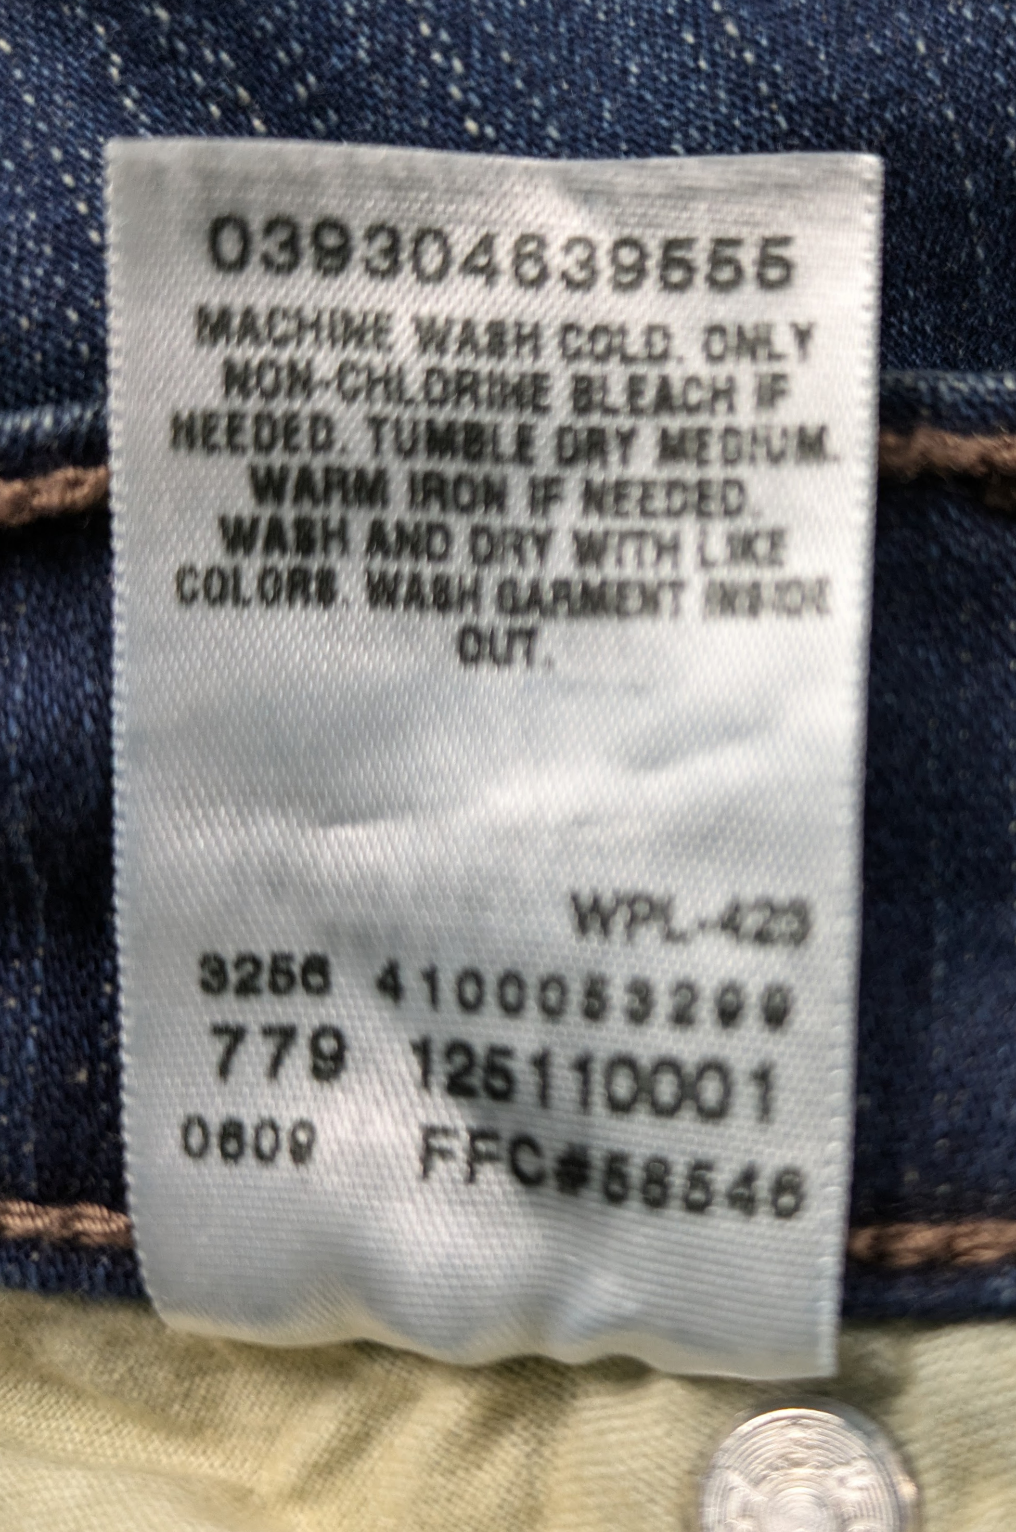 039304639555
MACHINE WASH COLD. ONLY
NON-CHLORINE BLEACH IF
NEEDED. TUMBLE DRY MEDIUM.
WARM IRON IF NEEDED.
WASH AND DRY WITH LIKE
COLORS. WASH GARMENT INSIDE
OUT.
WPL-423
3256 4100053299
779 125110001
0609 FFC#58546